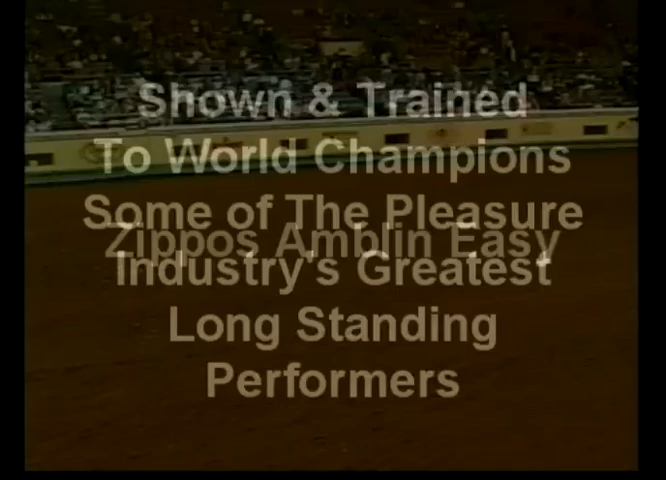 Shown & Trained
To World Champions
Some of The Pleasure
Zippos Amblin Easy
Industry's Greatest
Long Standing
Performers